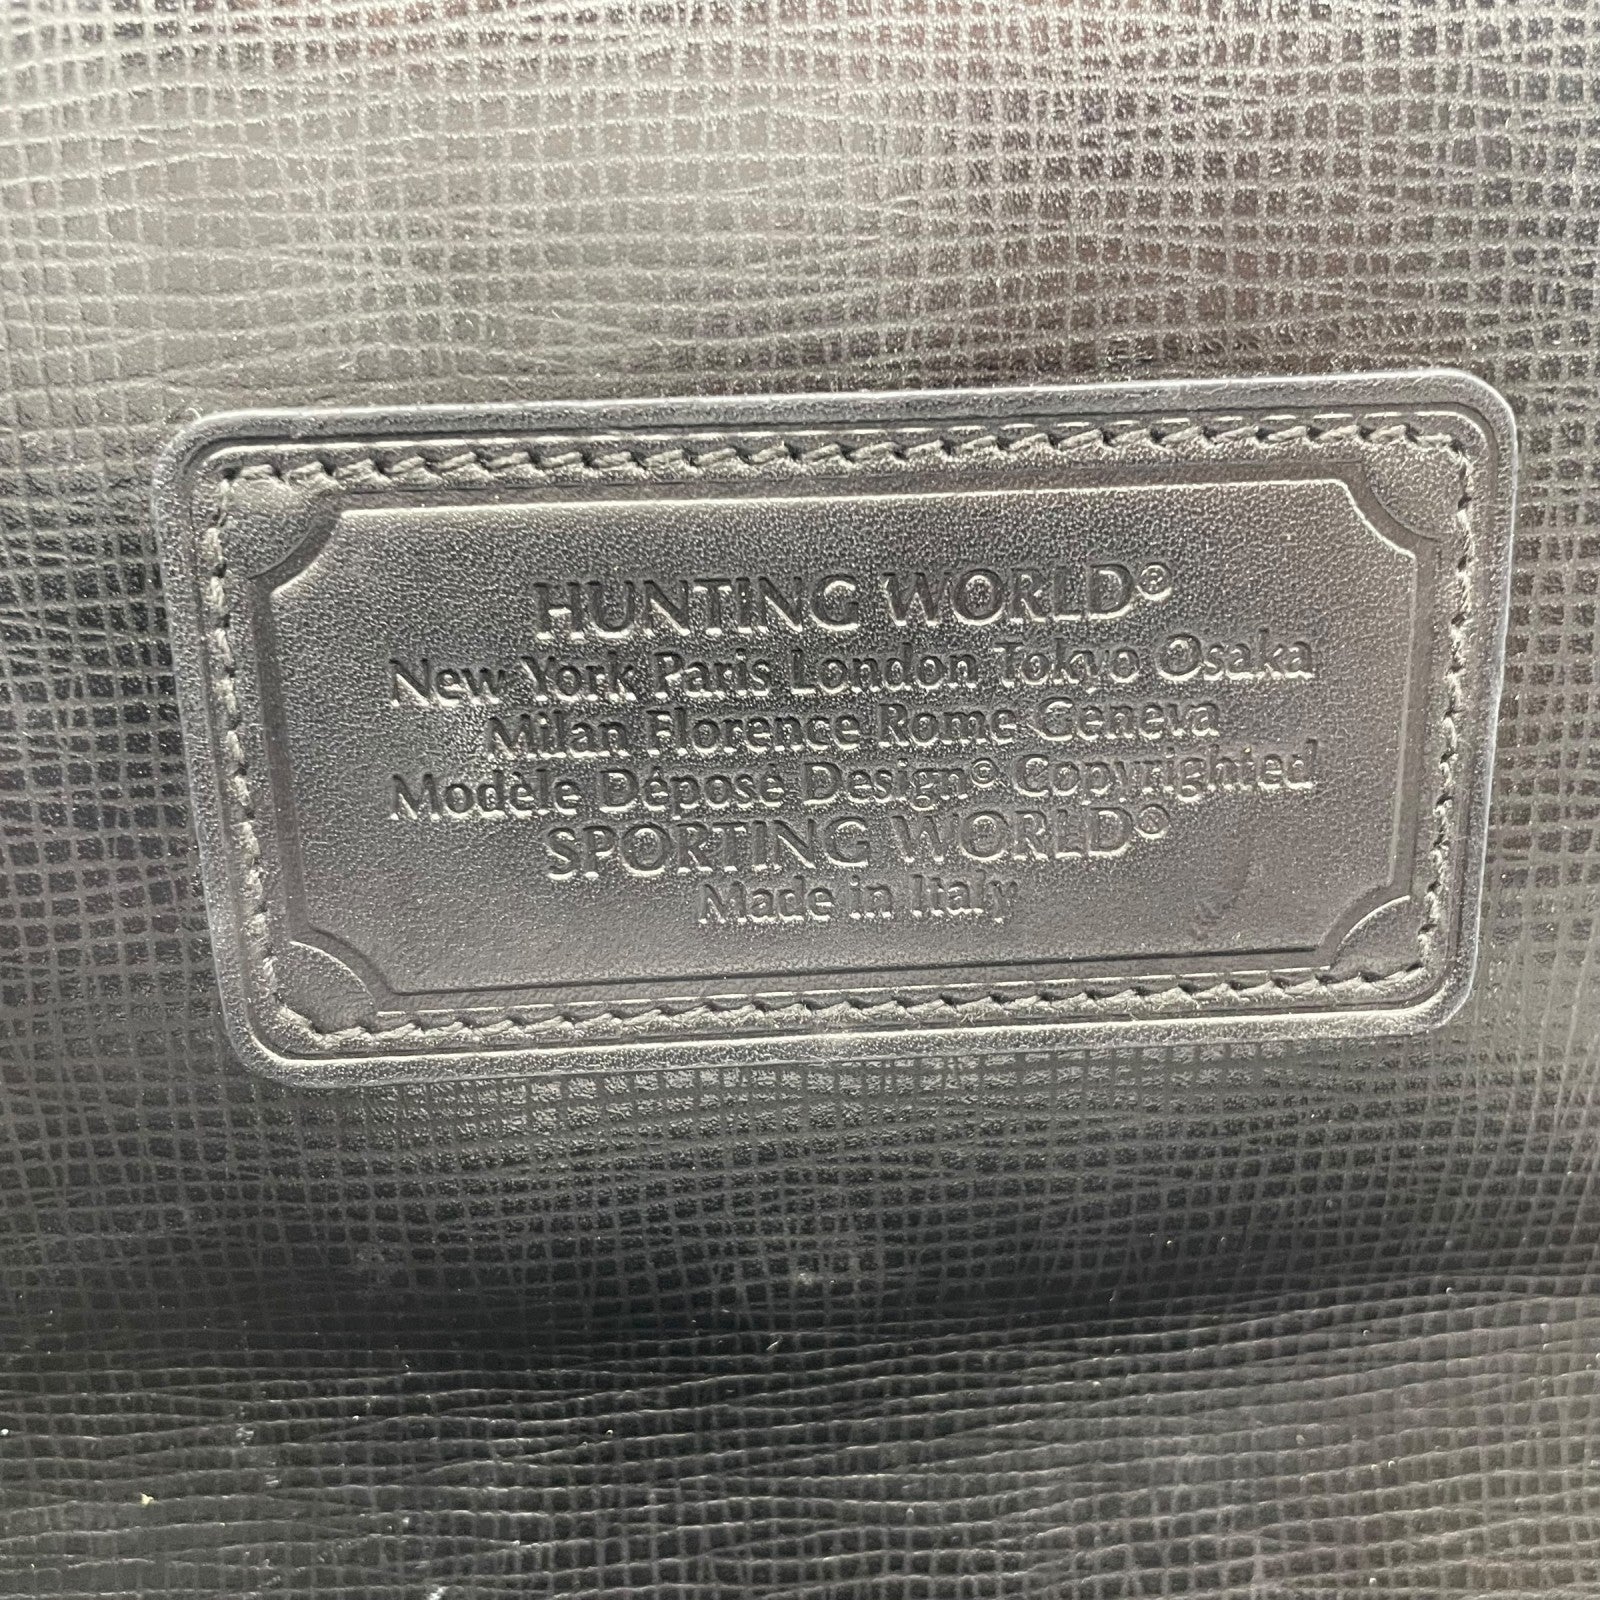 HUNTING WORLD®
New York Paris London Tokyo Osaka
Milan Florence Rome Geneva
Modèle Déposé Design© Copyrighted
SPORTING WORLD®
Made in Italy